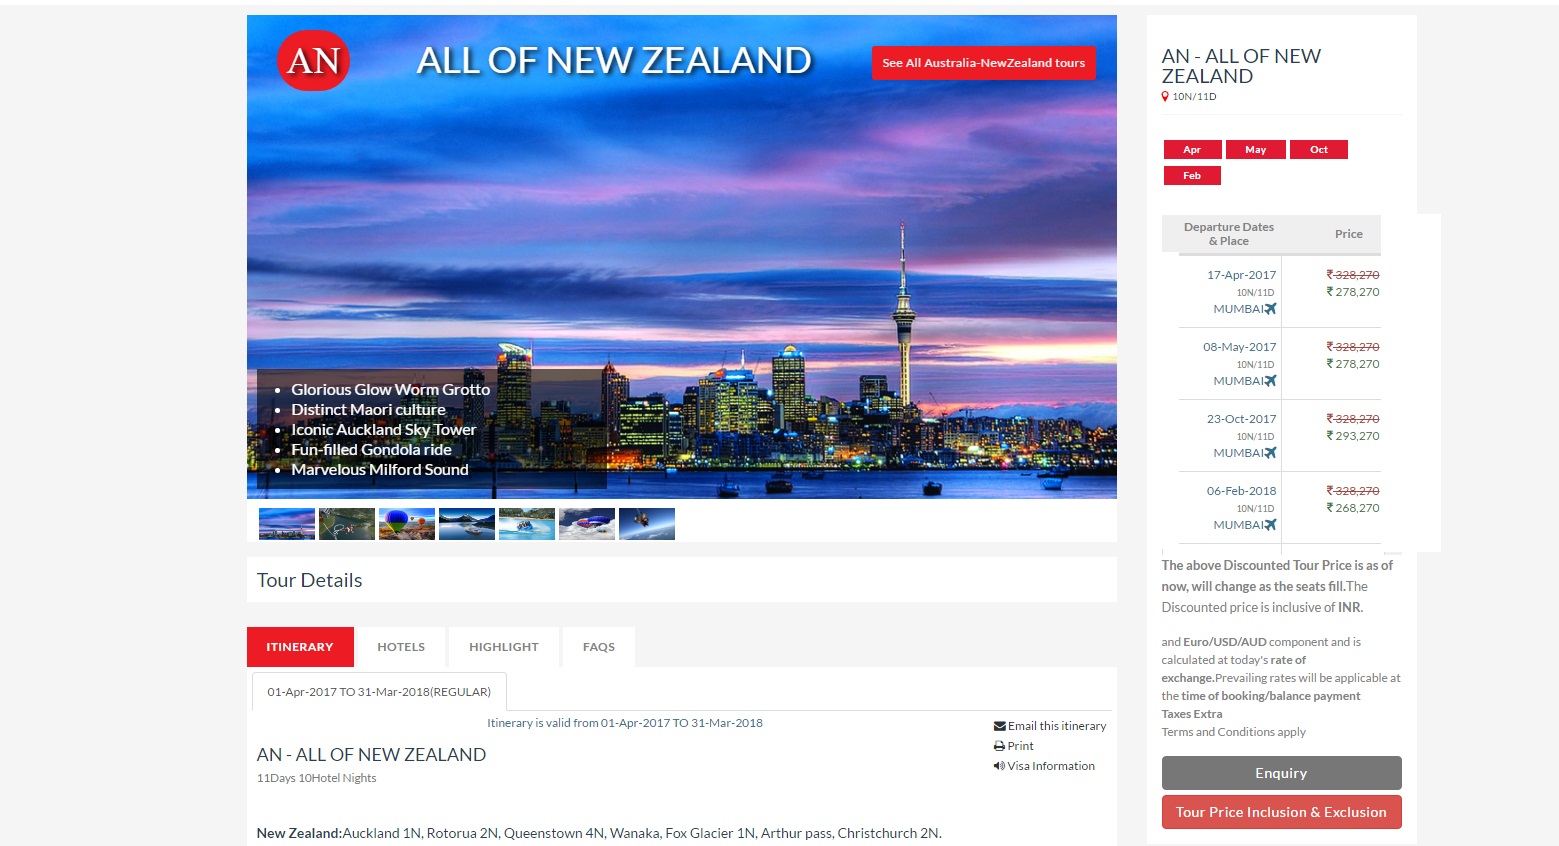 AN
ALL OF NEW ZEALAND
See All Australia-NewZealand tours
Glorious Glow Worm Grotto
Distinct Maori culture
Iconic Auckland Sky Tower
Fun-filled Gondola ride
Marvelous Milford Sound
Tour Details
ITINERARY HOTELS HIGHLIGHT FAQS
01-Apr-2017 TO 31-Mar-2018(REGULAR)
Itinerary is valid from 01-Apr-2017 TO 31-Mar-2018
Email this itinerary
Print
Visa Information
AN - ALL OF NEW ZEALAND
11Days 10Hotel Nights
New Zealand:Auckland 1N, Rotorua 2N, Queenstown 4N, Wanaka, Fox Glacier 1N, Arthur pass, Christchurch 2N.
AN - ALL OF NEW
ZEALAND
10N/11D
Apr May Oct
Feb
Departure Dates
& Place
Price
17-Apr-2017 ₹ 328,270
10N/11D ₹ 278,270
MUMBAI
08-May-2017 ₹ 328,270
10N/11D ₹ 278,270
MUMBAI
23-Oct-2017 ₹ 328,270
10N/11D ₹ 293,270
MUMBAI
06-Feb-2018 ₹ 328,270
10N/11D ₹ 268,270
MUMBAI
The above Discounted Tour Price is as of
now, will change as the seats fill.The
Discounted price is inclusive of INR.
and Euro/USD/AUD component and is
calculated at today's rate of
exchange.Prevailing rates will be applicable at
the time of booking/balance payment
Taxes Extra
Terms and Conditions apply
Enquiry
Tour Price Inclusion & Exclusion